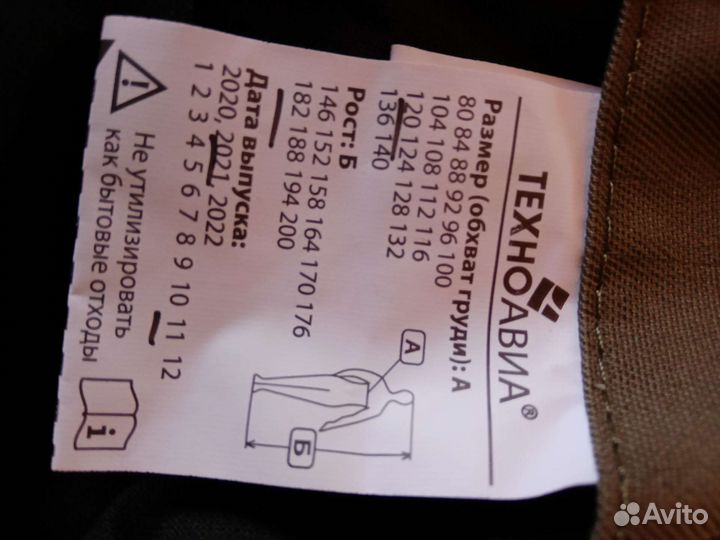 ТЕХНОАВИА®
Размер (обхват груди): А
80 84 88 92 96 100
104 108 112 116
120 124 128 132
136 140
Рост: Б
146 152 158 164 170 176
182 188 194 200
Дата выпуска:
2020, 2021, 2022
1 2 3 4 5 6 7 8 9 10 11 12
Не утилизировать
как бытовые отходы
А
Б
i
Avito